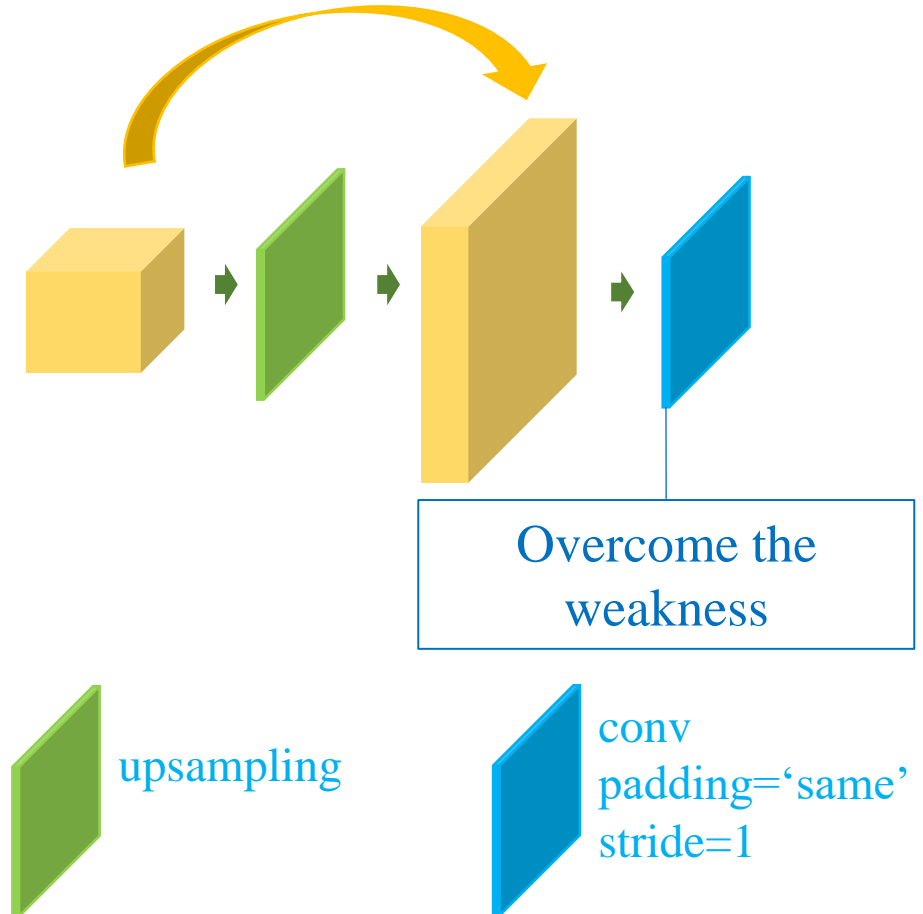 Overcome the
weakness
upsampling
conv
padding=‘same’
stride=1